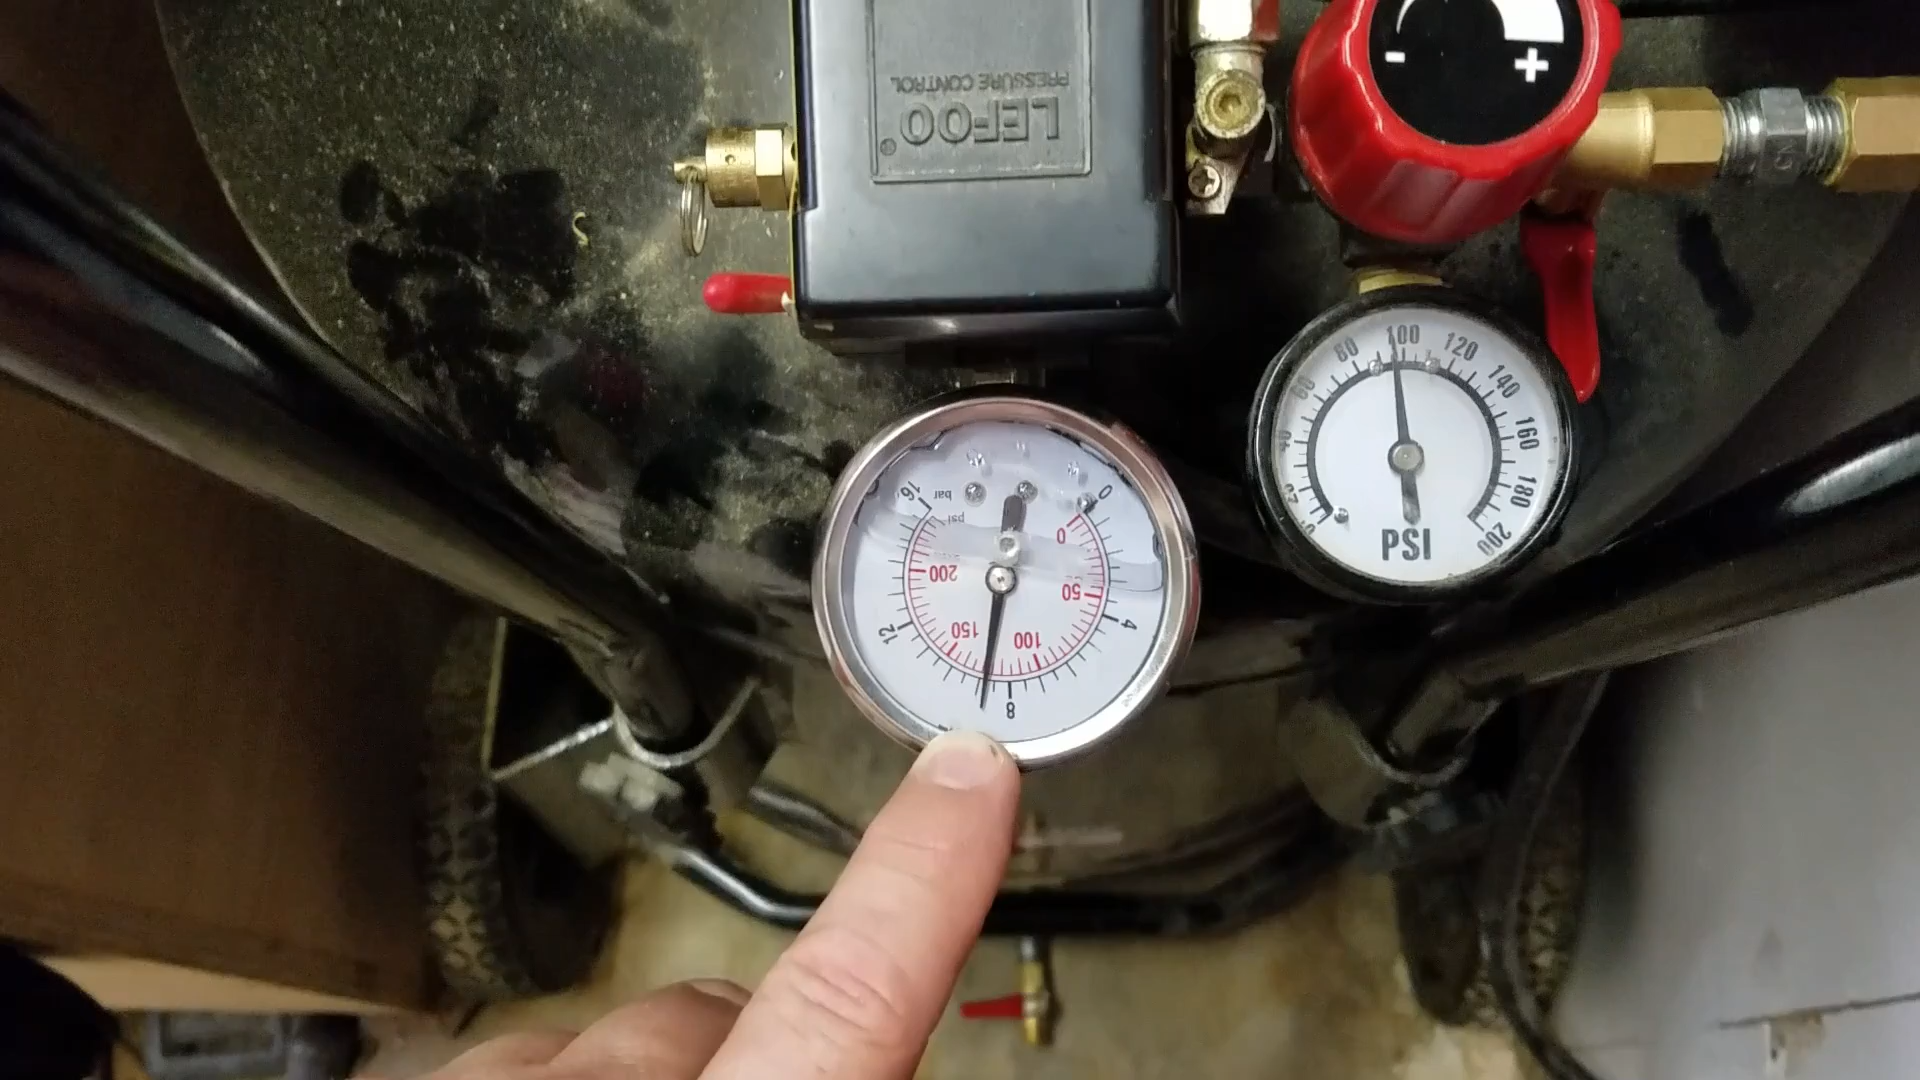 LEFOO®
PRESSURE CONTROL
- +
0 4 8 12 16
bar
psi
0 50 100 150 200
40 60 80 100 120 140 160 180 200
PSI